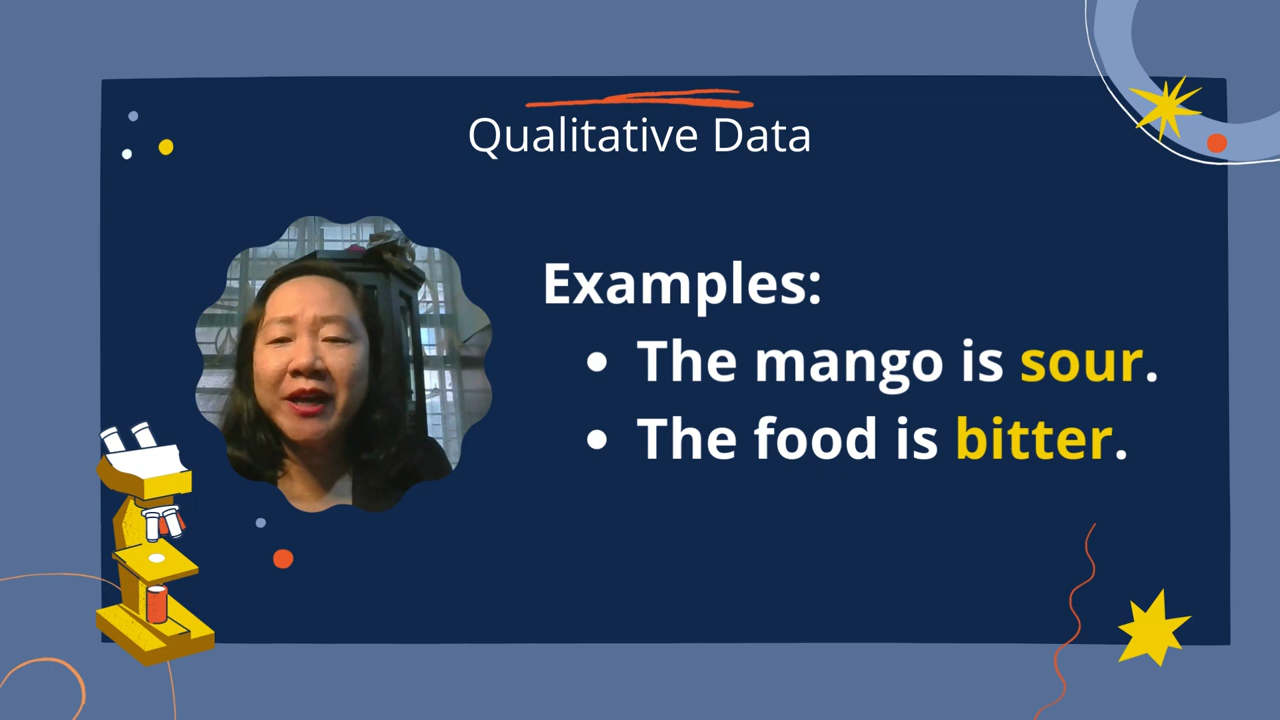 Qualitative Data
Examples:
• The mango is sour.
• The food is bitter.